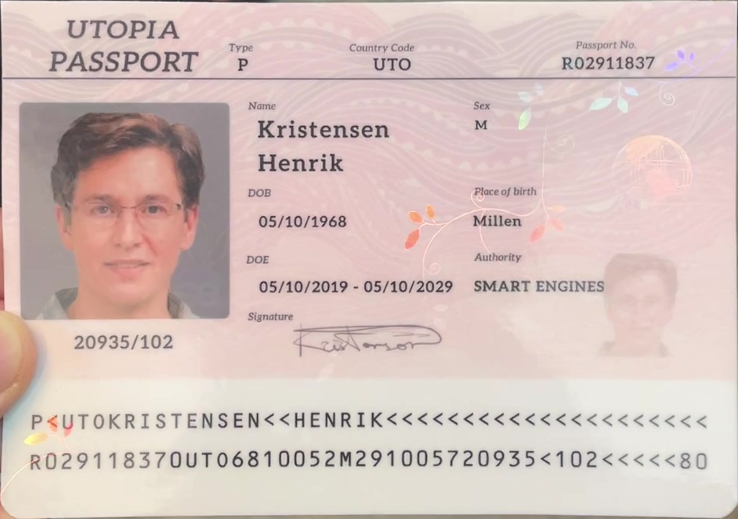 UTOPIA
PASSPORT
Type
P
Country Code
UTO
Passport No.
R02911837
Name
Kristensen
Henrik
Sex
M
DOB
05/10/1968
Place of birth
Millen
DOE
05/10/2019 - 05/10/2029
Authority
SMART ENGINES
Signature
Kristensen
20935/102
P<UTOKRISTENSEN<<HENRIK<<<<<<<<<<<<<<<<<<<<<
R029118370UTO6810052M291005720935<102<<<<<80